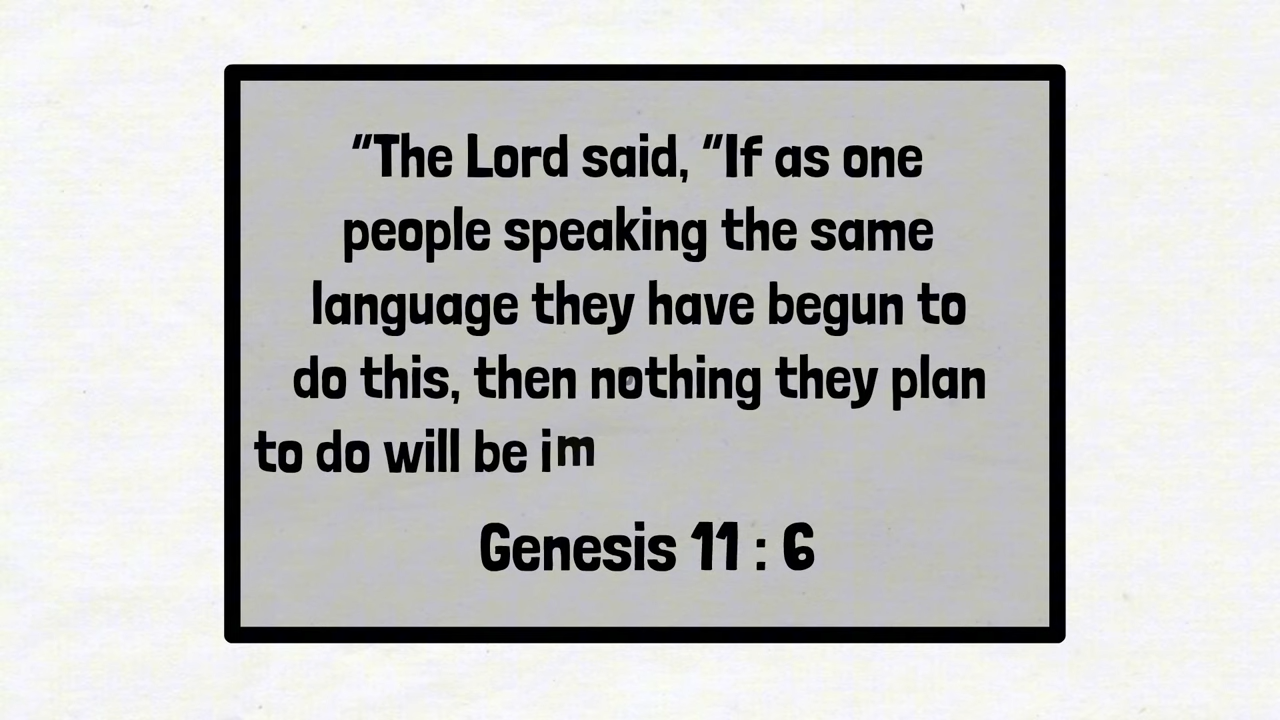 "The Lord said, "If as one
people speaking the same
language they have begun to
do this, then nothing they plan
to do will be im
Genesis 11 : 6